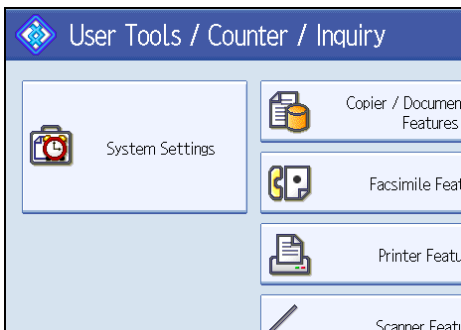 User Tools / Counter / Inquiry
System Settings
Copier / Documen
Features
Facsimile Feat
Printer Featu
Scanner Featu